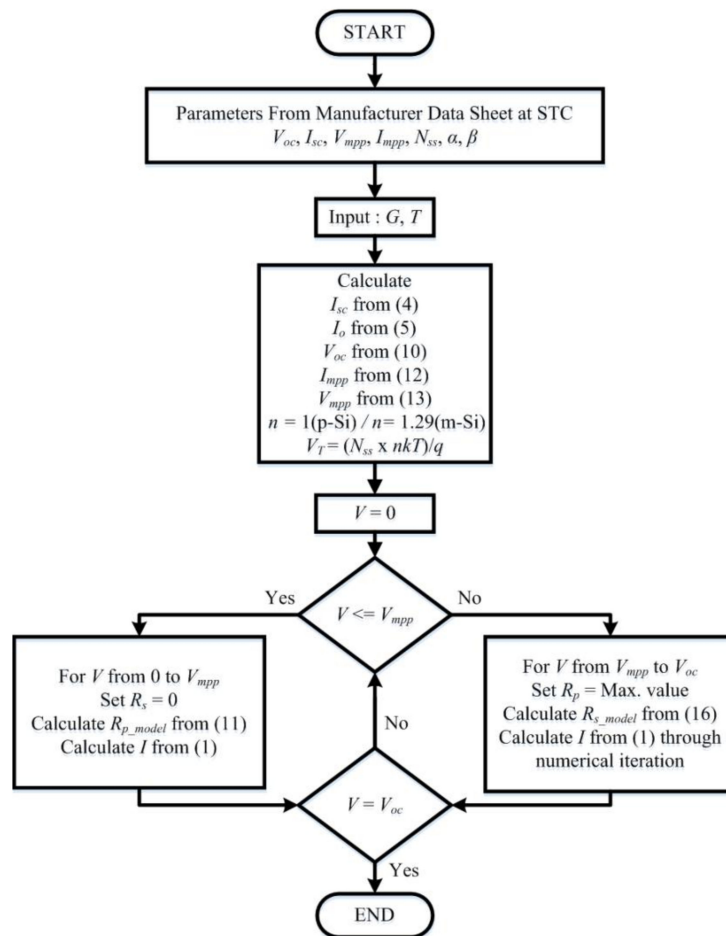 START
Parameters From Manufacturer Data Sheet at STC
Voc, Isc, Vmpp, Impp, Nss, α, β
Input : G, T
Calculate
Isc from (4)
Io from (5)
Voc from (10)
Impp from (12)
Vmpp from (13)
n = 1(p-Si) / n= 1.29(m-Si)
VT = (Nss x nkT)/q
V = 0
Yes
No
V <= Vmpp
For V from 0 to Vmpp
Set Rs = 0
Calculate Rp_model from (11)
Calculate I from (1)
For V from Vmpp to Voc
Set Rp = Max. value
Calculate Rs_model from (16)
Calculate I from (1) through
numerical iteration
No
V = Voc
Yes
END